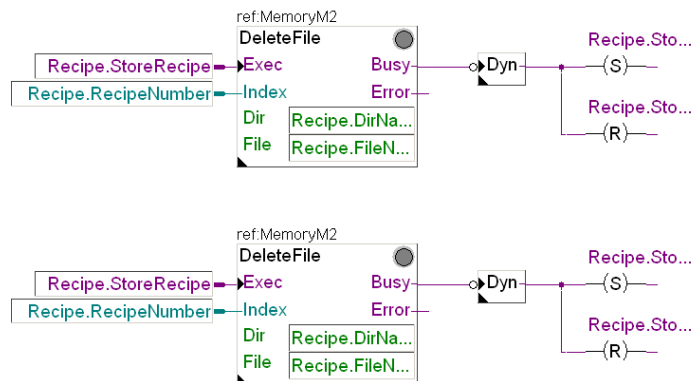 ref:MemoryM2
DeleteFile
Recipe.Sto...
Recipe.StoreRecipe Exec Busy Dyn (S)
Recipe.RecipeNumber Index Error
Recipe.Sto...
Dir Recipe.DirNa...
File Recipe.FileN... (R)
ref:MemoryM2
DeleteFile
Recipe.Sto...
Recipe.StoreRecipe Exec Busy Dyn (S)
Recipe.RecipeNumber Index Error
Recipe.Sto...
Dir Recipe.DirNa...
File Recipe.FileN... (R)